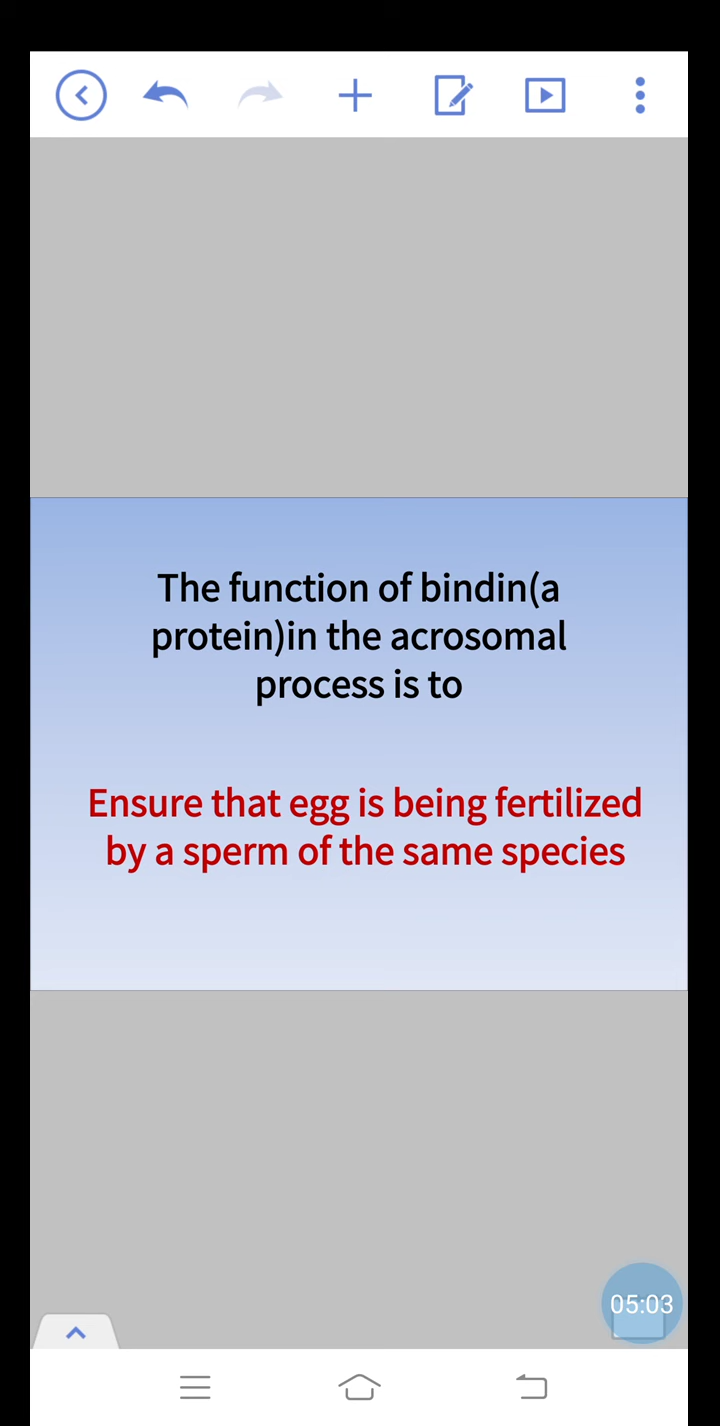 The function of bindin(a
protein)in the acrosomal
process is to
Ensure that egg is being fertilized
by a sperm of the same species
05:03